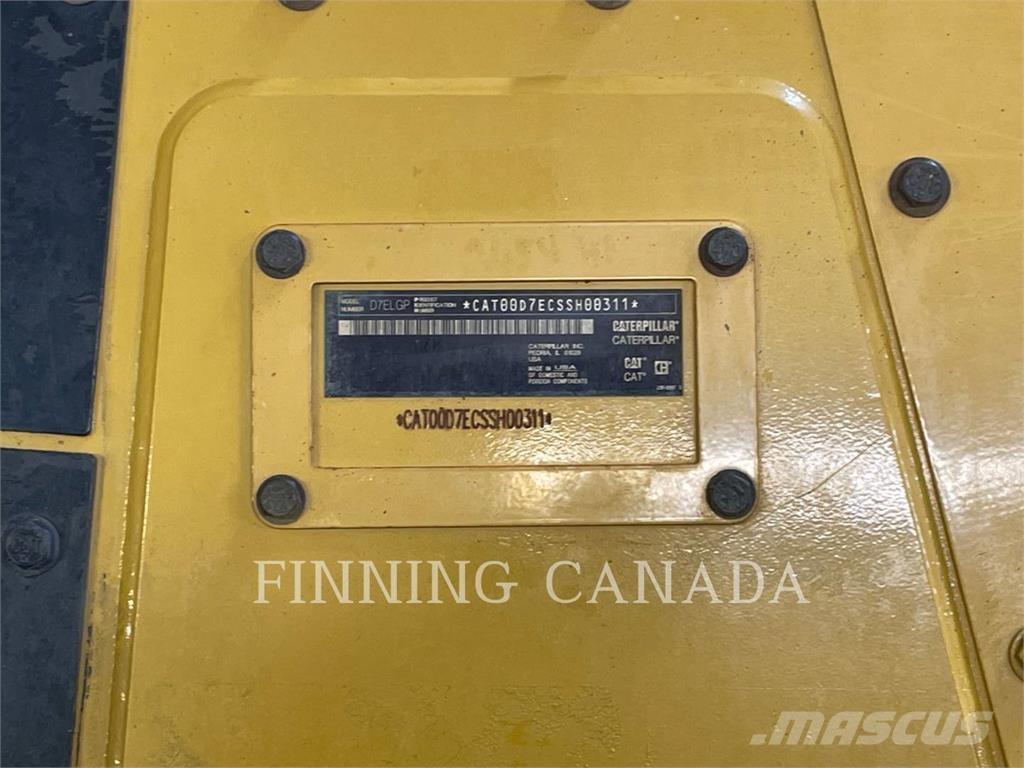 MODEL NUMBER D7ELGP PRODUCT IDENTIFICATION NUMBER *CAT00D7ECSSH00311*
CATERPILLAR®
CATERPILLAR®
CATERPILLAR INC.
PEORIA, IL 61629
USA
MADE IN USA
OF DOMESTIC AND
FOREIGN COMPONENTS
CAT®
CAT®
*CAT00D7ECSSH00311*
FINNING CANADA
MASCUS